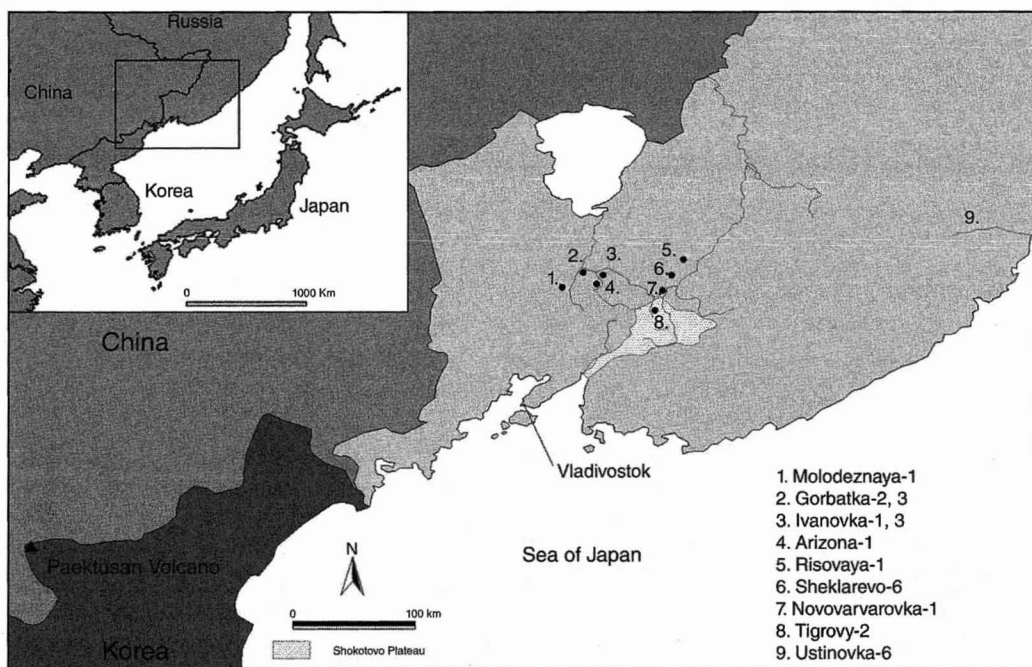 Russia
China
Korea
Japan
0 1000 Km
China
1.
2.
3.
4.
5.
6.
7.
8.
9.
Vladivostok
Paektusan Volcano
Korea
N
0 100 km
Shokotovo Plateau
Sea of Japan
1. Molodeznaya-1
2. Gorbatka-2, 3
3. Ivanovka-1, 3
4. Arizona-1
5. Risovaya-1
6. Sheklarevo-6
7. Novovarvarovka-1
8. Tigrovy-2
9. Ustinovka-6